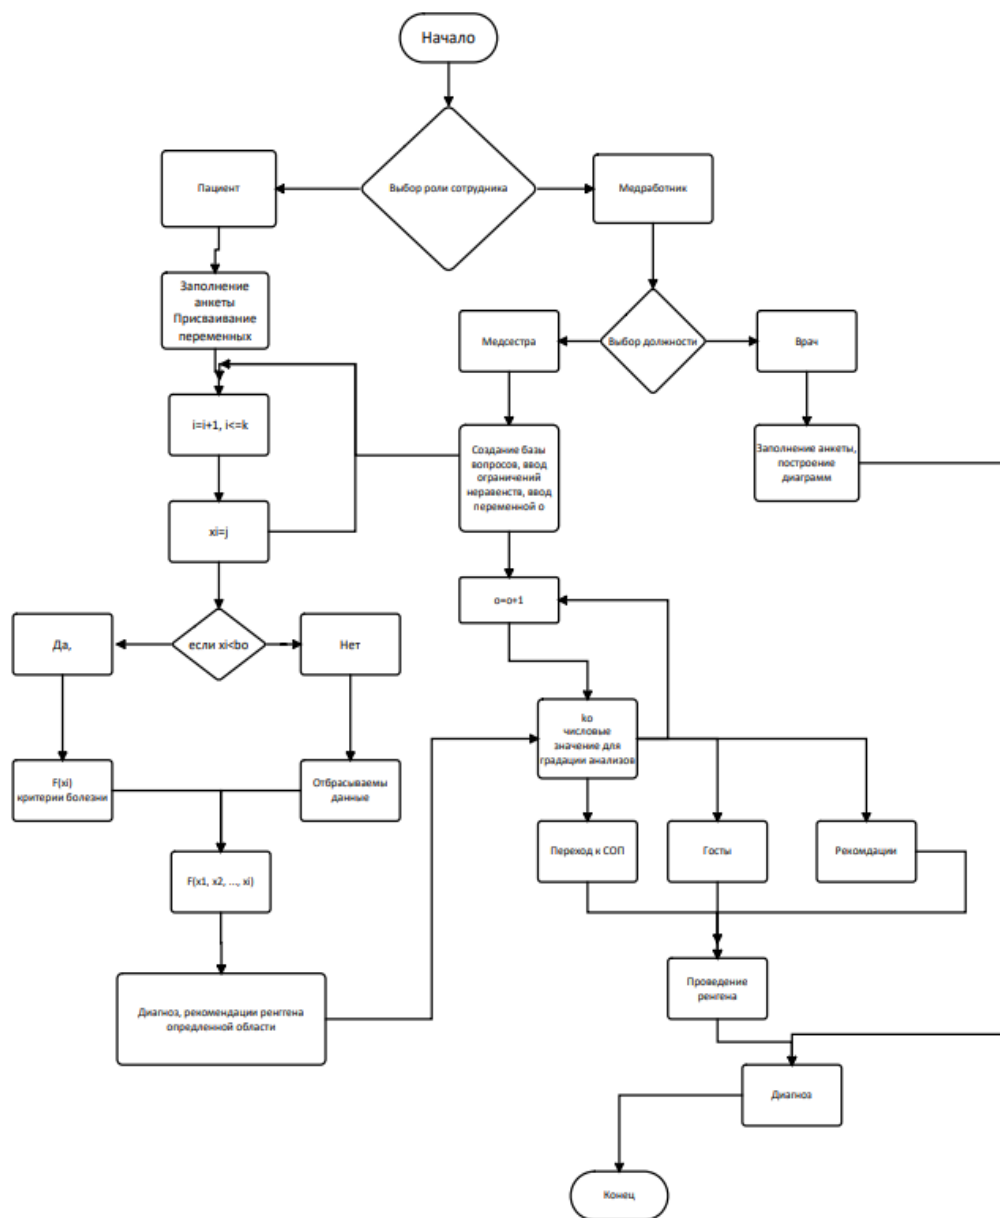 Начало
Выбор роли сотрудника
Пациент
Медработник
Заполнение
анкеты
Присваивание
переменных
Медсестра
Выбор должности
Врач
i=i+1, i<=k
Создание базы
вопросов, ввод
ограничений
неравенств, ввод
переменной о
Заполнение анкеты,
построение
диаграмм
xi=j
o=o+1
Да,
если xi<bo
Нет
ko
числовые
значение для
градации анализов
F(xi)
критерии болезни
Отбрасываемы
данные
Переход к СОП
Госты
Рекомдации
F(x1, x2, ..., xi)
Проведение
ренгена
Диагноз, рекомендации ренгтена
опредленной области
Диагноз
Конец